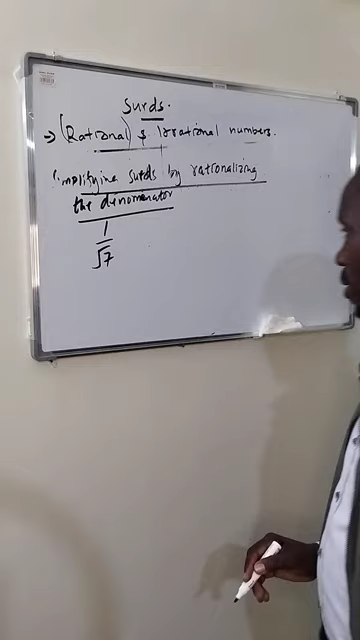 Surds.
→ (Rational) & Irrational numbers.
Simplifying surds by rationalizing
the denominator
1
√7